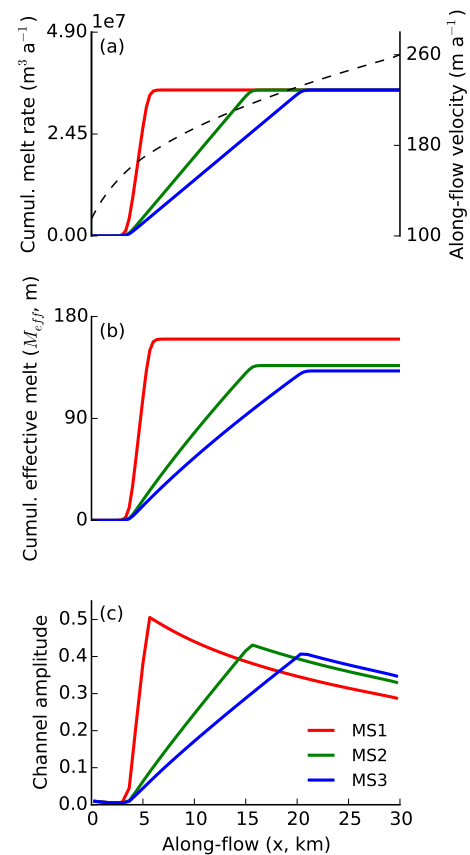 1e7
4.90
2.45
0.00
(a)
260
180
100
Cumul. melt rate (m³ a⁻¹)
Along-flow velocity (m a⁻¹)
180
90
0
(b)
Cumul. effective melt (M_eff, m)
0.5
0.4
0.3
0.2
0.1
0.0
(c)
Channel amplitude
MS1
MS2
MS3
0 5 10 15 20 25 30
Along-flow (x, km)